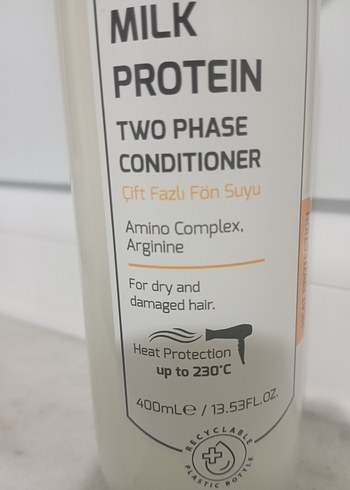 MILK
PROTEIN
TWO PHASE
CONDITIONER
Çift Fazlı Fön Suyu
Amino Complex,
Arginine
For dry and
damaged hair.
Heat Protection
up to 230°C
400mL℮ / 13.53FL.OZ.
RECYCLABLE
PLASTIC BOTTLE